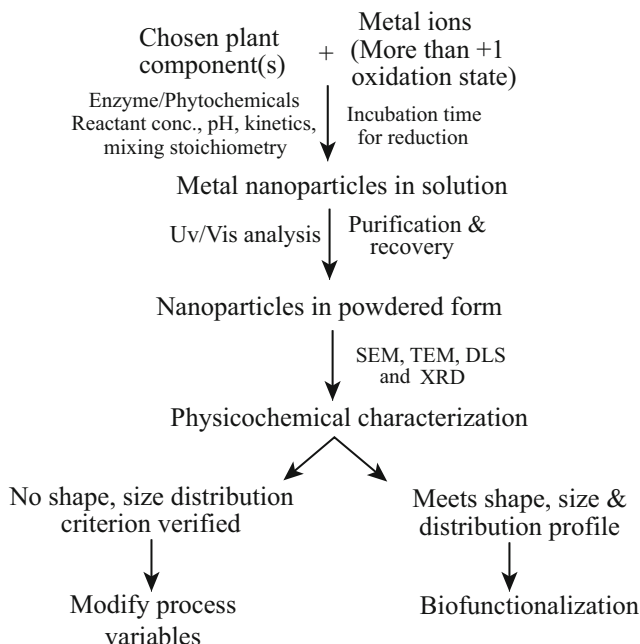 Chosen plant
component(s)
+
Metal ions
(More than +1
oxidation state)
Enzyme/Phytochemicals
Reactant conc., pH, kinetics,
mixing stoichiometry
Incubation time
for reduction
Metal nanoparticles in solution
Uv/Vis analysis
Purification &
recovery
Nanoparticles in powdered form
SEM, TEM, DLS
and XRD
Physicochemical characterization
No shape, size distribution
criterion verified
Meets shape, size &
distribution profile
Modify process
variables
Biofunctionalization